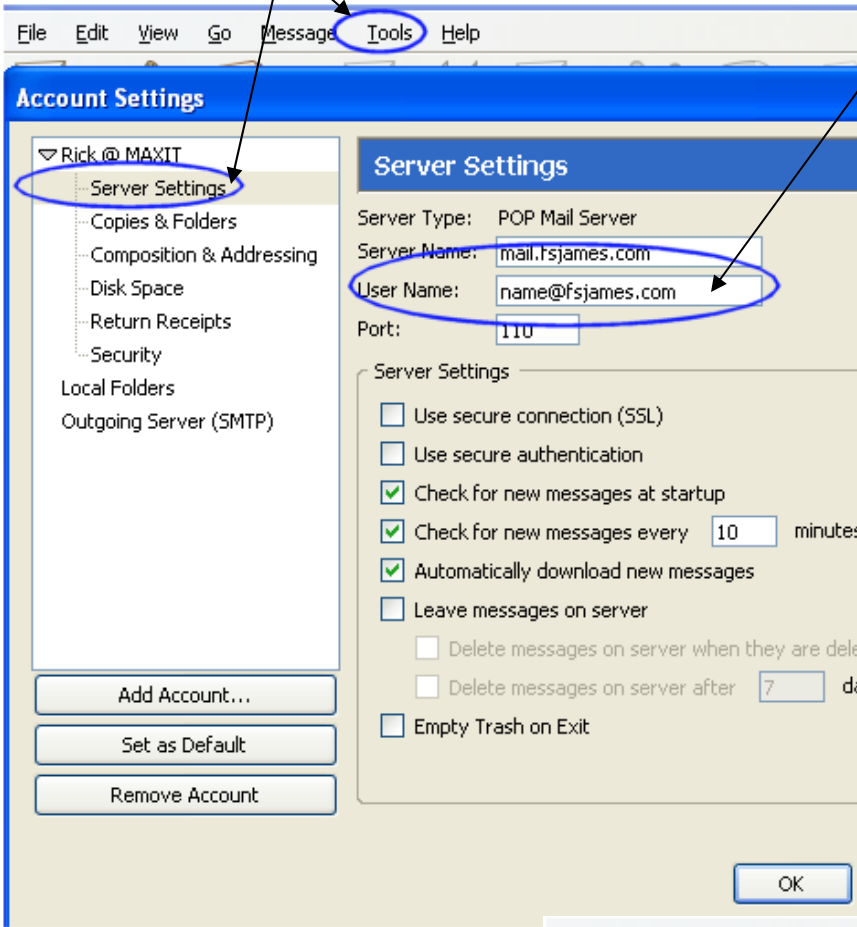 File Edit View Go Message Tools Help
Account Settings
Rick @ MAXIT
Server Settings
Copies & Folders
Composition & Addressing
Disk Space
Return Receipts
Security
Local Folders
Outgoing Server (SMTP)
Add Account...
Set as Default
Remove Account
Server Settings
Server Type: POP Mail Server
Server Name: mail.fsjames.com
User Name: name@fsjames.com
Port: 110
Server Settings
Use secure connection (SSL)
Use secure authentication
Check for new messages at startup
Check for new messages every 10 minutes
Automatically download new messages
Leave messages on server
Delete messages on server when they are dele
Delete messages on server after 7 da
Empty Trash on Exit
OK